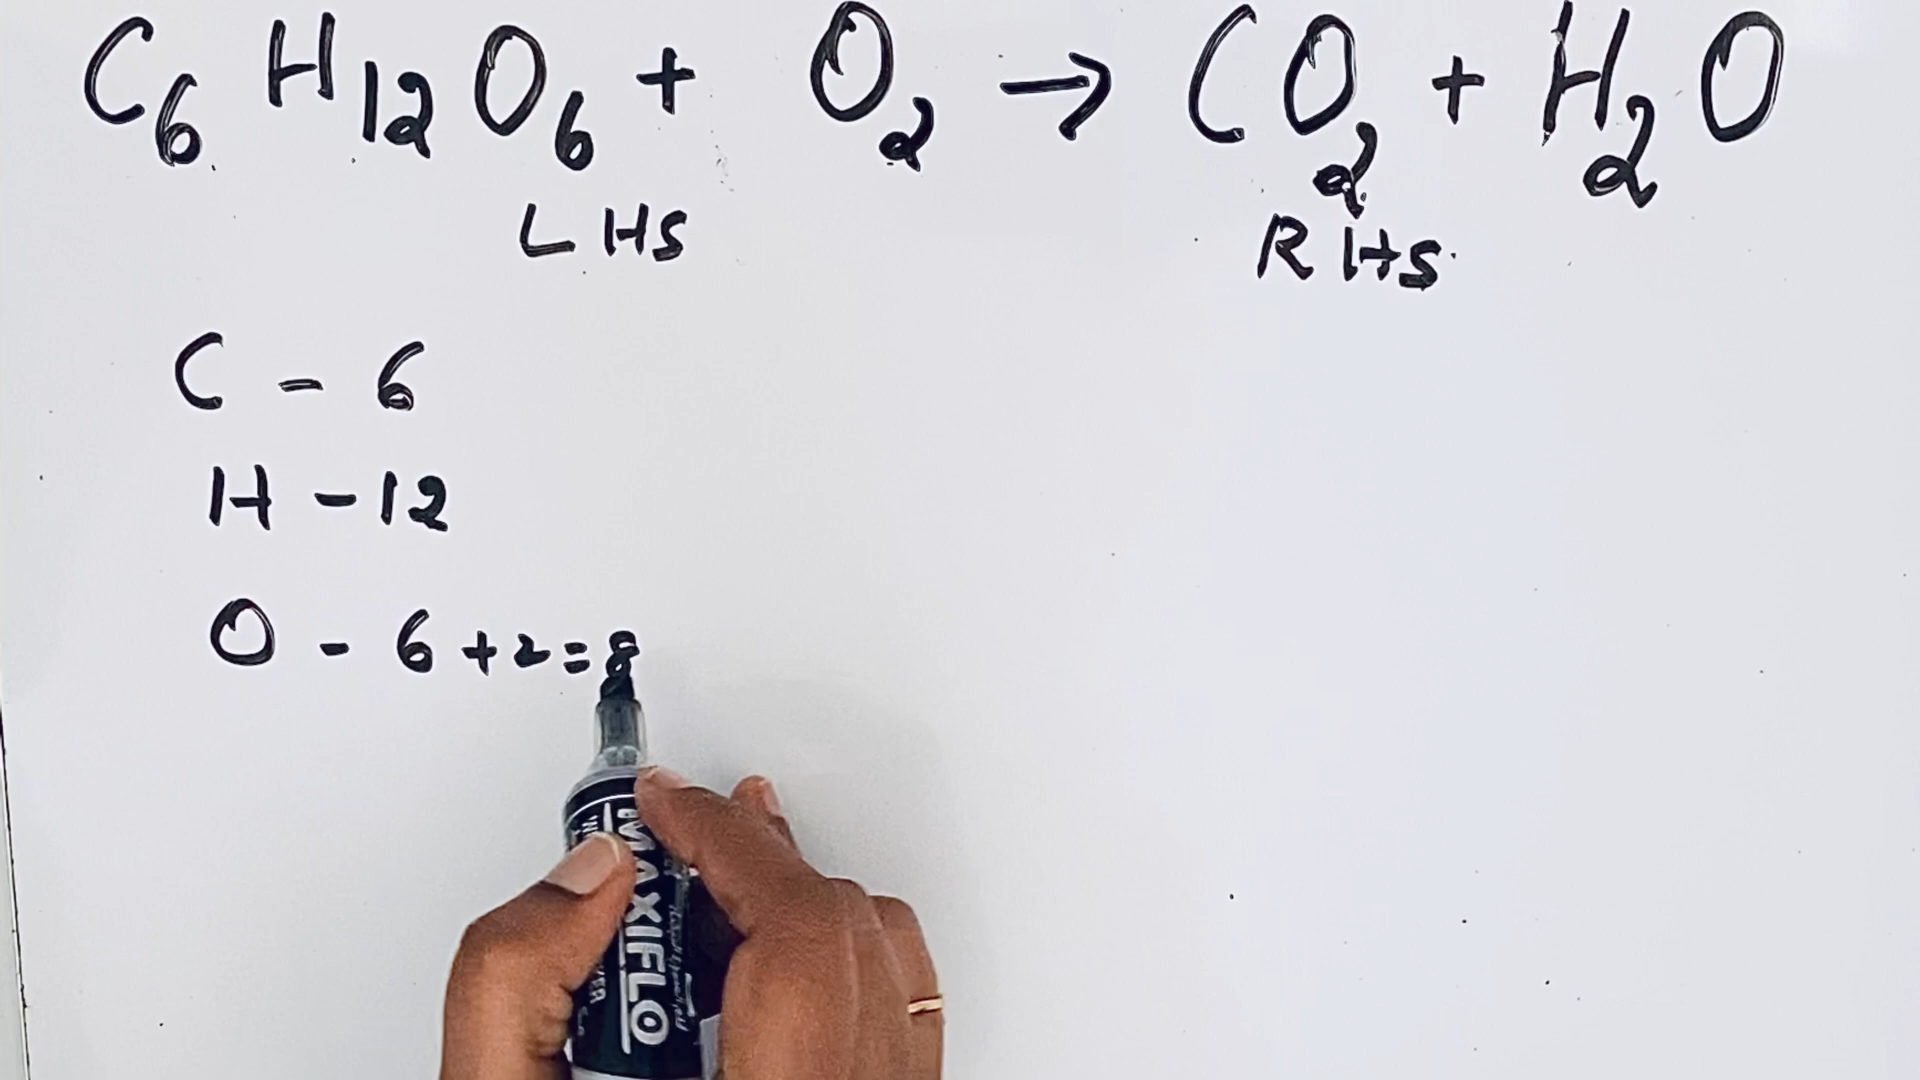 C₆H₁₂O₆ + O₂ → CO₂ + H₂O
LHS RHS
C - 6
H - 12
O - 6 + 2 = 8
MAXIFLO